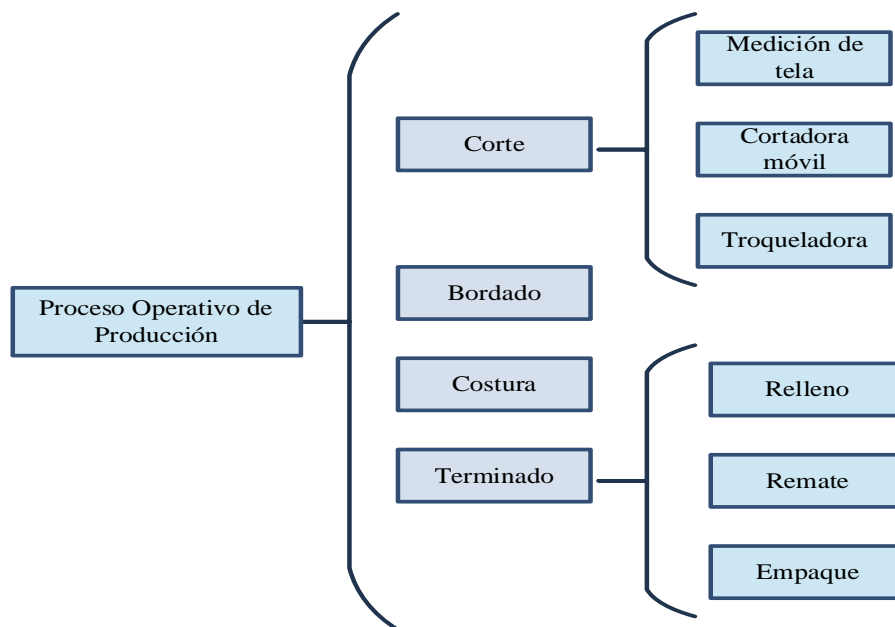 Proceso Operativo de
Producción
Corte
Medición de
tela
Cortadora
móvil
Troqueladora
Bordado
Costura
Terminado
Relleno
Remate
Empaque